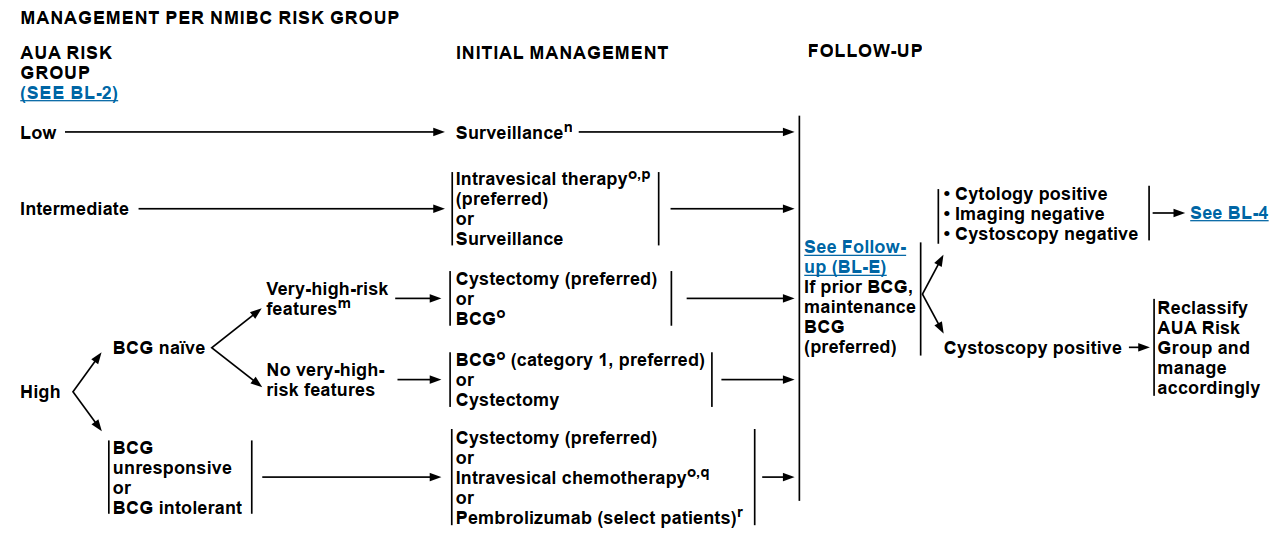 MANAGEMENT PER NMIBC RISK GROUP
AUA RISK
GROUP
(SEE BL-2)
INITIAL MANAGEMENT
FOLLOW-UP
Low
Surveillanceⁿ
Intermediate
Intravesical therapyᵒ,ᵖ
(preferred)
or
Surveillance
High
BCG naïve
Very-high-risk
featuresᵐ
Cystectomy (preferred)
or
BCGᵒ
No very-high-
risk features
BCGᵒ (category 1, preferred)
or
Cystectomy
BCG
unresponsive
or
BCG intolerant
Cystectomy (preferred)
or
Intravesical chemotherapyᵒ,q
or
Pembrolizumab (select patients)ʳ
See Follow-
up (BL-E)
If prior BCG,
maintenance
BCG
(preferred)
• Cytology positive
• Imaging negative
• Cystoscopy negative
See BL-4
Cystoscopy positive
Reclassify
AUA Risk
Group and
manage
accordingly